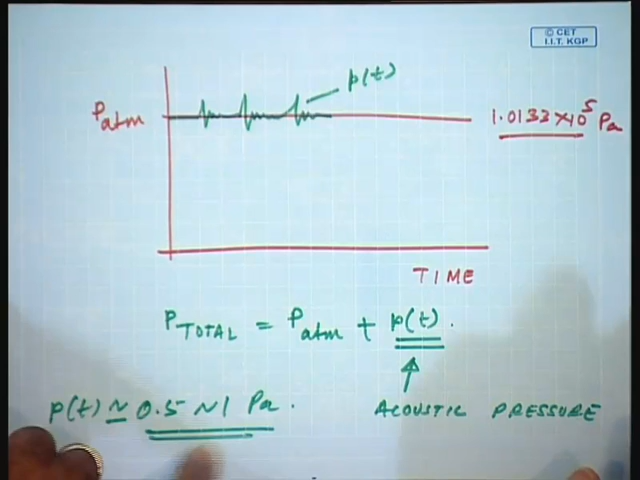 © CET
I.I.T. KGP
p(t)
Patm
1.0133×10⁵ Pa
TIME
PTOTAL = Patm + p(t).
p(t) ≈ 0.5 ~ 1 Pa.
ACOUSTIC PRESSURE